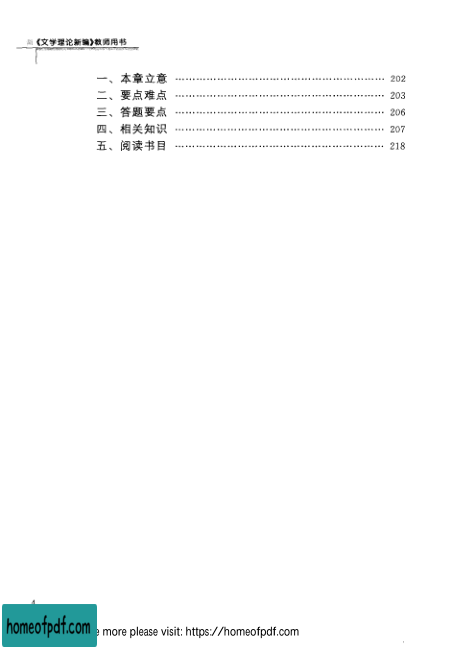 《文学理论新编》教师用书
一、本章立意 …………………………………………………… 202
二、要点难点 …………………………………………………… 203
三、答题要点 …………………………………………………… 206
四、相关知识 …………………………………………………… 207
五、阅读书目 …………………………………………………… 218
homeofpdf.com
more please visit: https://homeofpdf.com